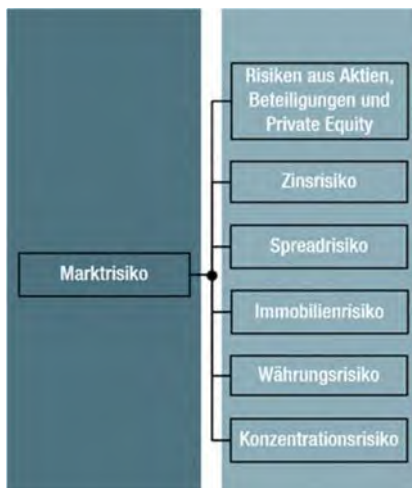 Marktrisiko
Risiken aus Aktien,
Beteiligungen und
Private Equity
Zinsrisiko
Spreadrisiko
Immobilienrisiko
Währungsrisiko
Konzentrationsrisiko